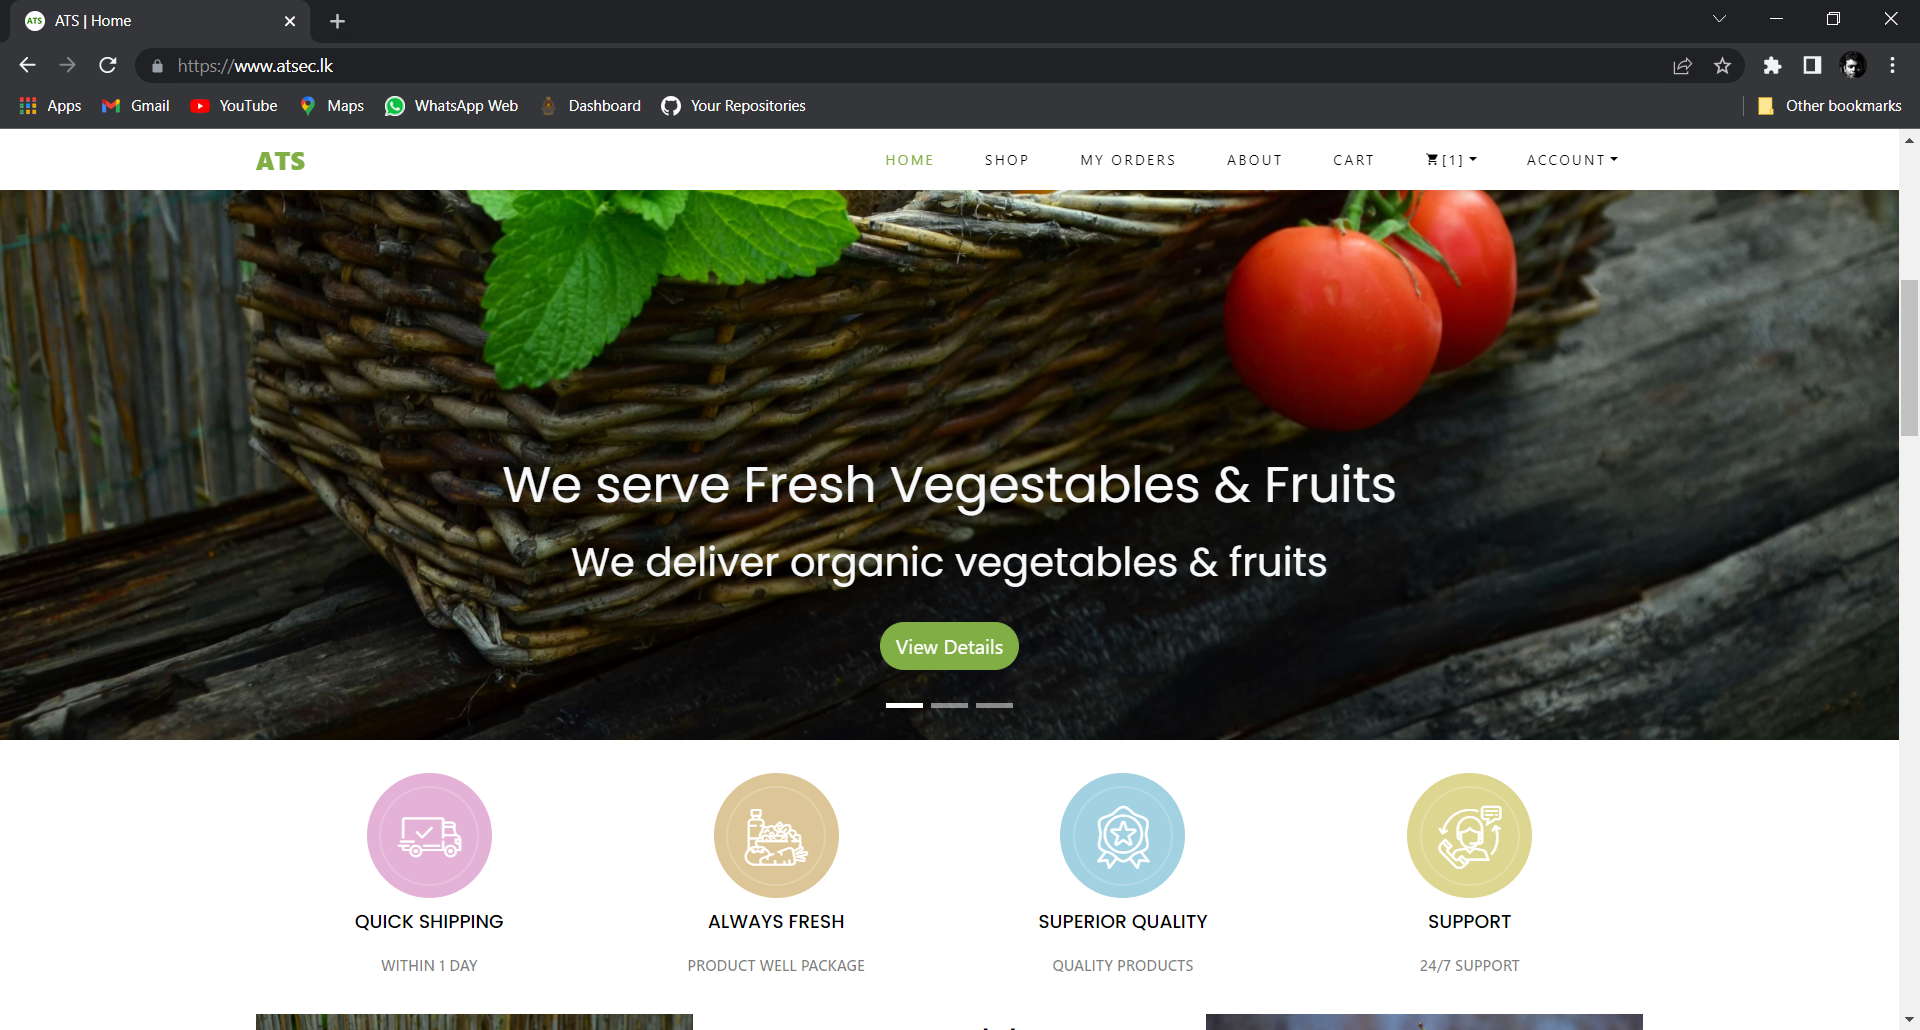 ATS | Home
https://www.atsec.lk
Apps Gmail YouTube Maps WhatsApp Web Dashboard Your Repositories Other bookmarks
ATS HOME SHOP MY ORDERS ABOUT CART [1] ACCOUNT
We serve Fresh Vegestables & Fruits
We deliver organic vegetables & fruits
View Details
QUICK SHIPPING ALWAYS FRESH SUPERIOR QUALITY SUPPORT
WITHIN 1 DAY PRODUCT WELL PACKAGE QUALITY PRODUCTS 24/7 SUPPORT